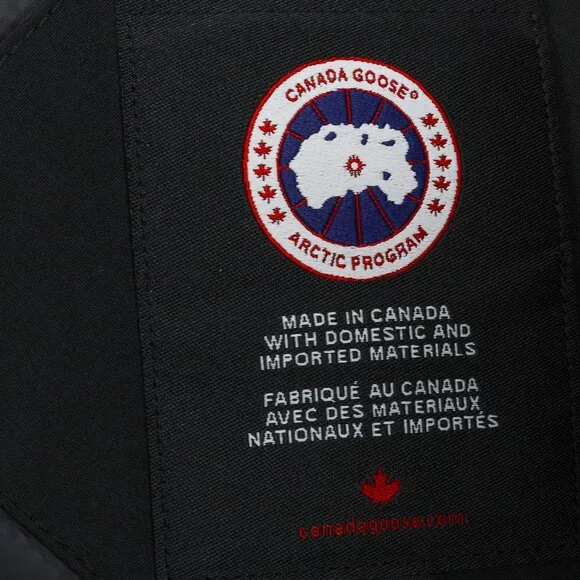 CANADA GOOSE®
ARCTIC PROGRAM
MADE IN CANADA
WITH DOMESTIC AND
IMPORTED MATERIALS
FABRIQUÉ AU CANADA
AVEC DES MATERIAUX
NATIONAUX ET IMPORTÉS
canadagoose.com